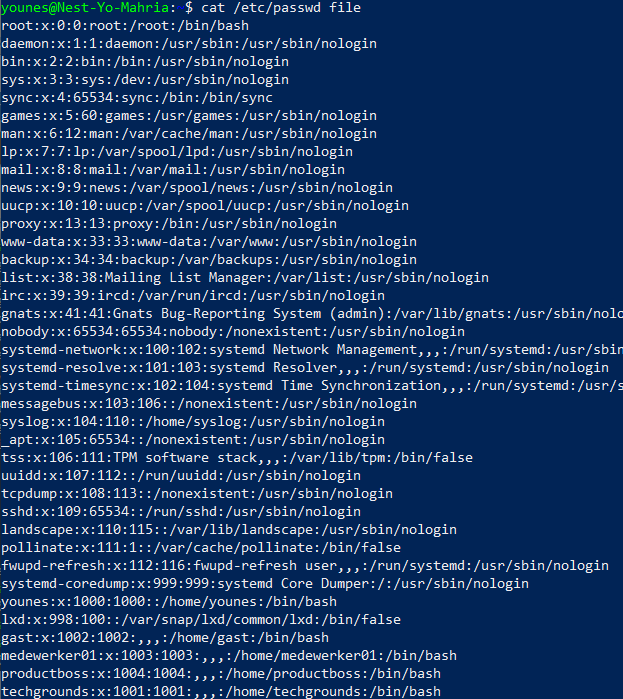 younes@Nest-Yo-Mahria:~$ cat /etc/passwd file
root:x:0:0:root:/root:/bin/bash
daemon:x:1:1:daemon:/usr/sbin:/usr/sbin/nologin
bin:x:2:2:bin:/bin:/usr/sbin/nologin
sys:x:3:3:sys:/dev:/usr/sbin/nologin
sync:x:4:65534:sync:/bin:/bin/sync
games:x:5:60:games:/usr/games:/usr/sbin/nologin
man:x:6:12:man:/var/cache/man:/usr/sbin/nologin
lp:x:7:7:lp:/var/spool/lpd:/usr/sbin/nologin
mail:x:8:8:mail:/var/mail:/usr/sbin/nologin
news:x:9:9:news:/var/spool/news:/usr/sbin/nologin
uucp:x:10:10:uucp:/var/spool/uucp:/usr/sbin/nologin
proxy:x:13:13:proxy:/bin:/usr/sbin/nologin
www-data:x:33:33:www-data:/var/www:/usr/sbin/nologin
backup:x:34:34:backup:/var/backups:/usr/sbin/nologin
list:x:38:38:Mailing List Manager:/var/list:/usr/sbin/nologin
irc:x:39:39:ircd:/var/run/ircd:/usr/sbin/nologin
gnats:x:41:41:Gnats Bug-Reporting System (admin):/var/lib/gnats:/usr/sbin/nolo
nobody:x:65534:65534:nobody:/nonexistent:/usr/sbin/nologin
systemd-network:x:100:102:systemd Network Management,,,:/run/systemd:/usr/sbin
systemd-resolve:x:101:103:systemd Resolver,,,:/run/systemd:/usr/sbin/nologin
systemd-timesync:x:102:104:systemd Time Synchronization,,,:/run/systemd:/usr/s
messagebus:x:103:106::/nonexistent:/usr/sbin/nologin
syslog:x:104:110::/home/syslog:/usr/sbin/nologin
_apt:x:105:65534::/nonexistent:/usr/sbin/nologin
tss:x:106:111:TPM software stack,,,:/var/lib/tpm:/bin/false
uuidd:x:107:112::/run/uuidd:/usr/sbin/nologin
tcpdump:x:108:113::/nonexistent:/usr/sbin/nologin
sshd:x:109:65534::/run/sshd:/usr/sbin/nologin
landscape:x:110:115::/var/lib/landscape:/usr/sbin/nologin
pollinate:x:111:1::/var/cache/pollinate:/bin/false
fwupd-refresh:x:112:116:fwupd-refresh user,,,:/run/systemd:/usr/sbin/nologin
systemd-coredump:x:999:999:systemd Core Dumper:/:/usr/sbin/nologin
younes:x:1000:1000::/home/younes:/bin/bash
lxd:x:998:100::/var/snap/lxd/common/lxd:/bin/false
gast:x:1002:1002:,,,:/home/gast:/bin/bash
medewerker01:x:1003:1003:,,,:/home/medewerker01:/bin/bash
productboss:x:1004:1004:,,,:/home/productboss:/bin/bash
techgrounds:x:1001:1001:,,,:/home/techgrounds:/bin/bash